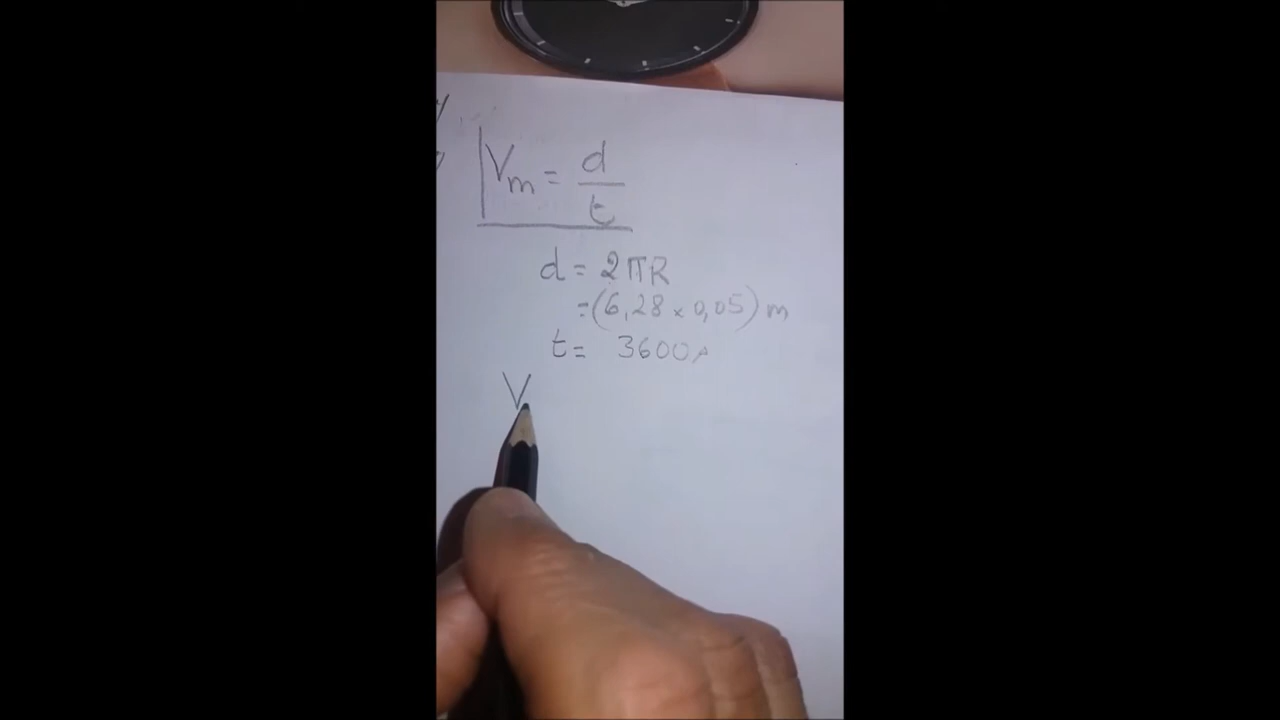 Vm = d/t
d = 2πR
= (6,28 × 0,05) m
t = 3600 s
V